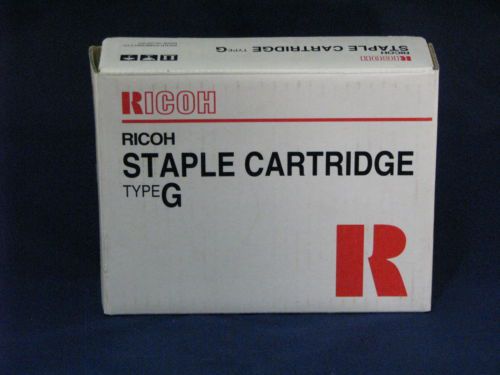 RICOH
STAPLE CARTRIDGE TYPE G
RICOH
RICOH
STAPLE CARTRIDGE
TYPE G
R